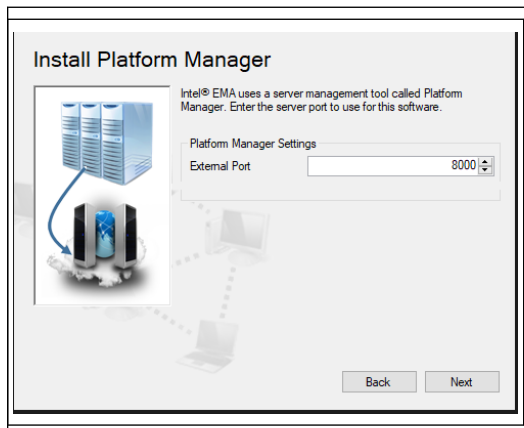 Install Platform Manager
Intel® EMA uses a server management tool called Platform
Manager. Enter the server port to use for this software.
Platform Manager Settings
External Port 8000
Back Next